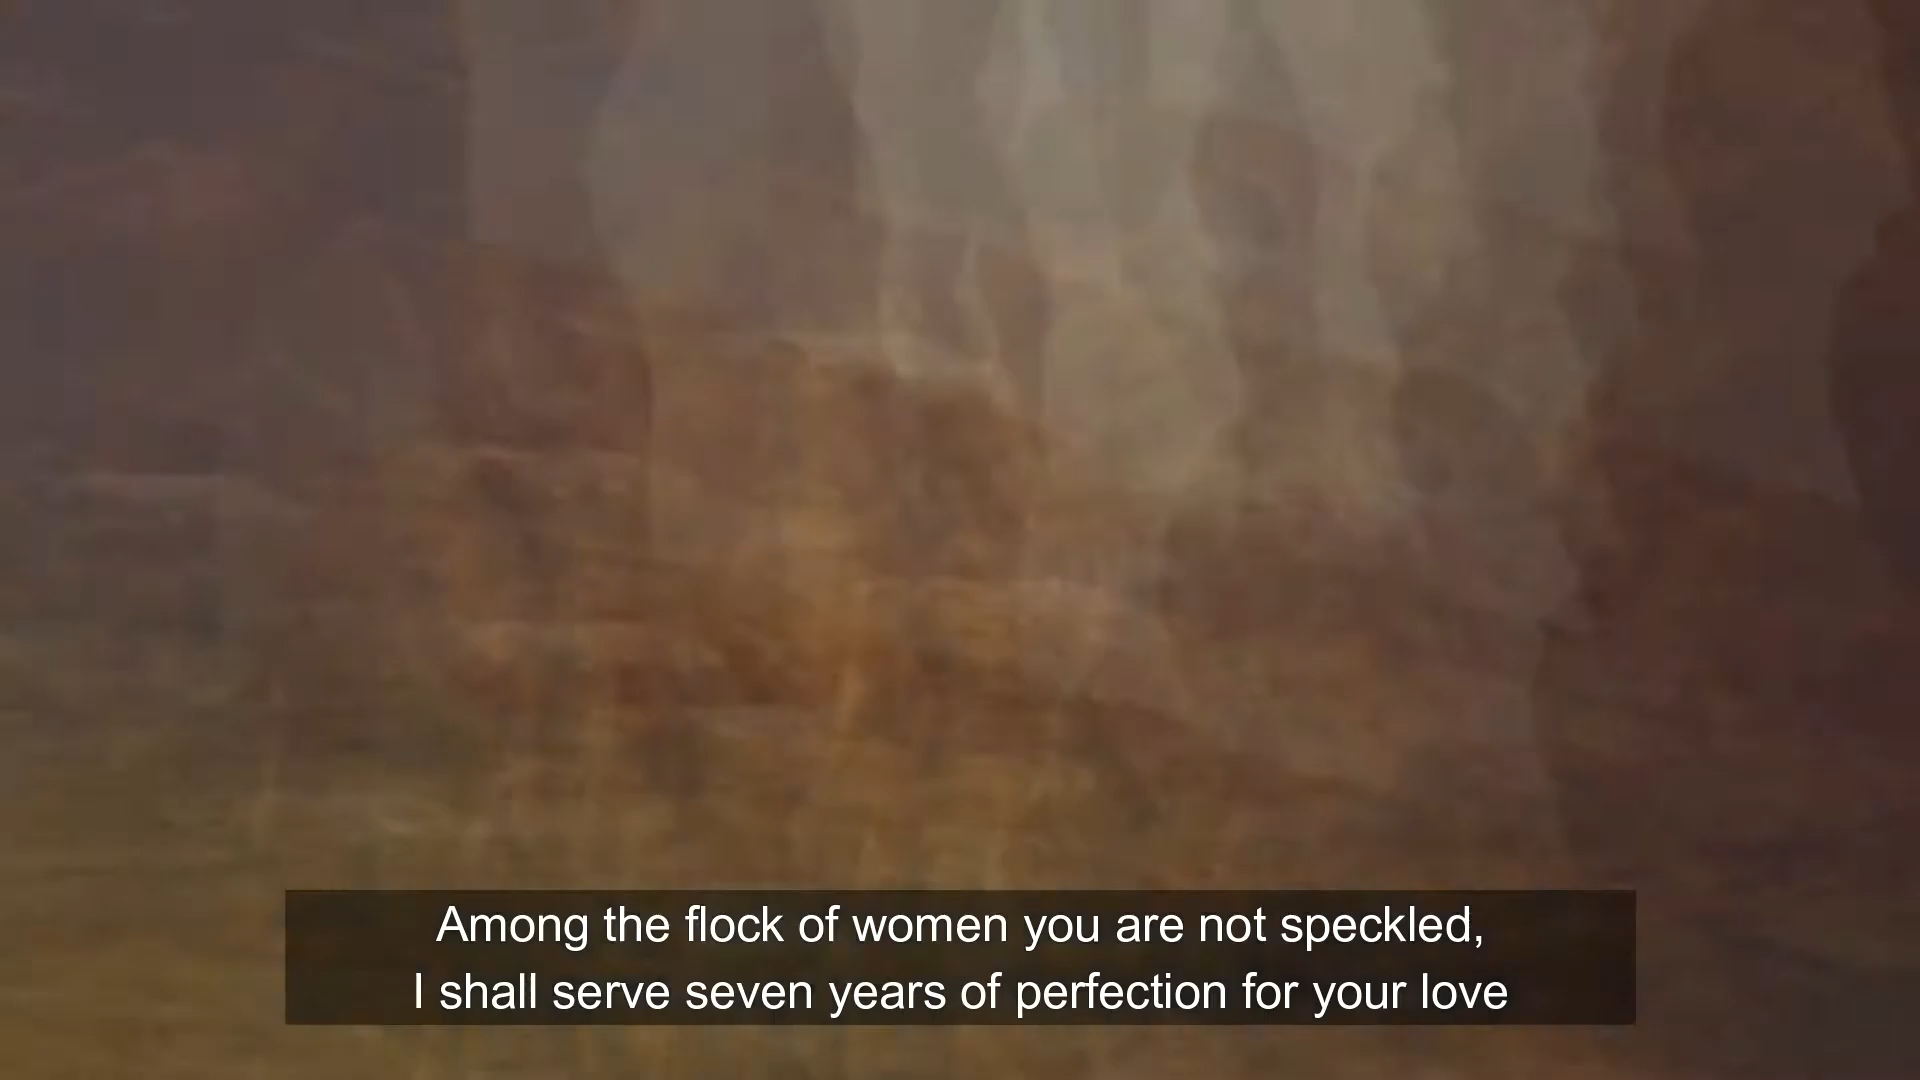 Among the flock of women you are not speckled,
I shall serve seven years of perfection for your love